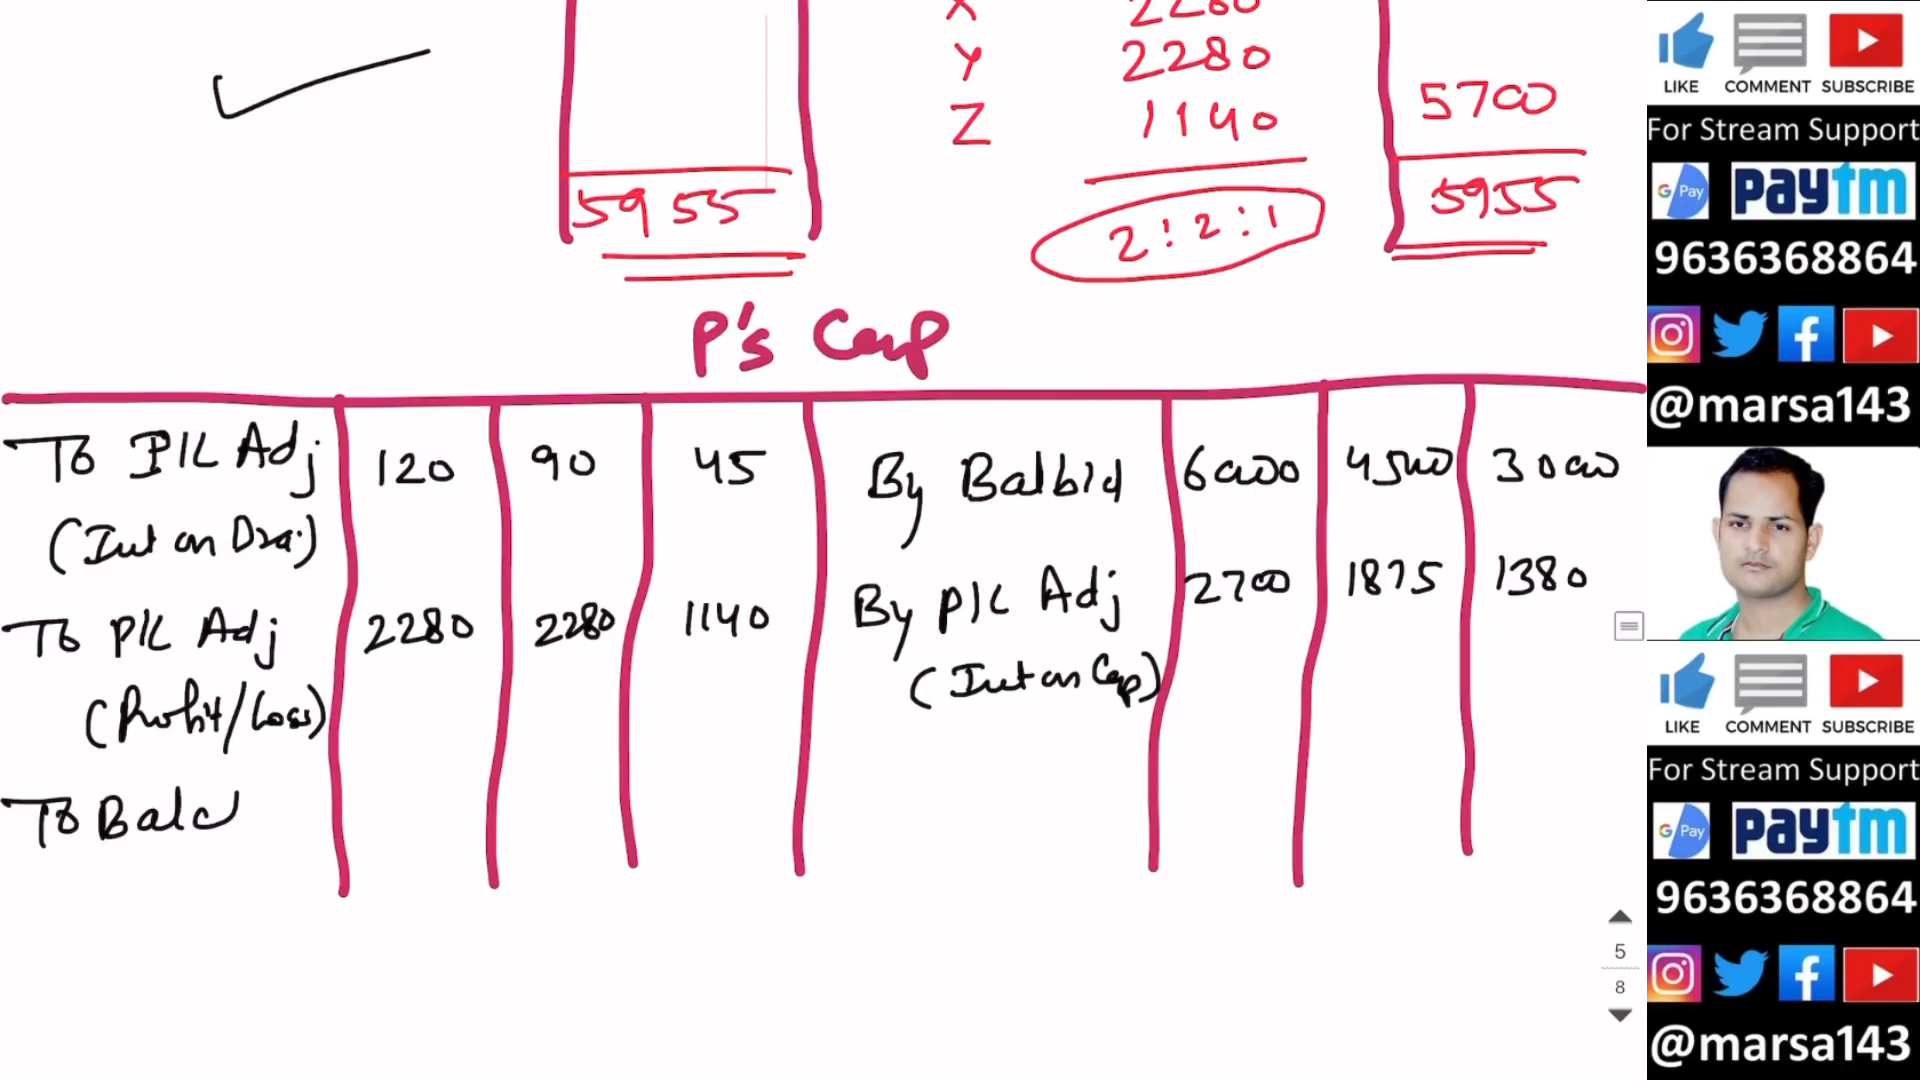 X 2280
Y 2280
Z 1140 5700
5955 2:2:1 5955
P's Cap
To P/L Adj 120 90 45 By Bal b/d 6000 4500 3000
(Int on Dra:)
To P/L Adj 2280 2280 1140 By P/L Adj 2700 1875 1380
(Profit/Loss) (Int on Cap)
To Bal c
5
8
LIKE COMMENT SUBSCRIBE
For Stream Support
G Pay paytm
9636368864
@marsa143
LIKE COMMENT SUBSCRIBE
For Stream Support
G Pay paytm
9636368864
@marsa143